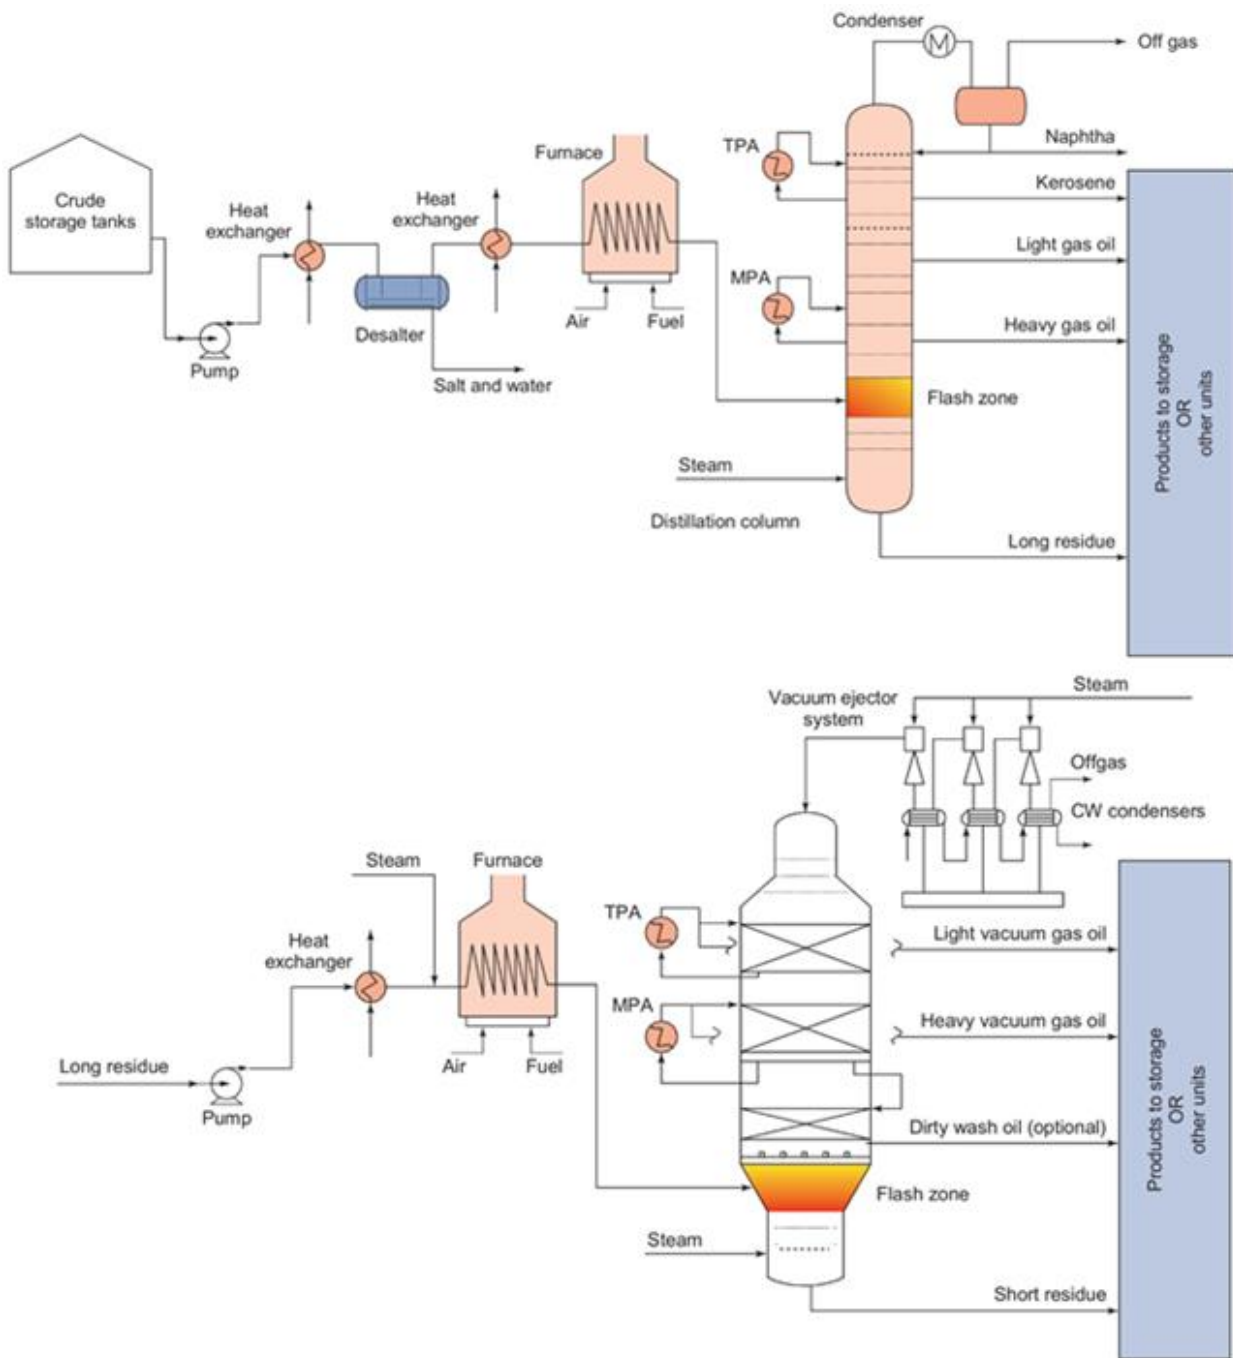 Condenser
M
Off gas
TPA
Naphtha
Furnace
Kerosene
Crude
storage tanks
Heat
exchanger
Heat
exchanger
Light gas oil
MPA
Air
Fuel
Heavy gas oil
Desalter
Pump
Salt and water
Flash zone
Products to storage
OR
other units
Steam
Distillation column
Long residue
Vacuum ejector
system
Steam
Offgas
CW condensers
Steam
Furnace
TPA
Light vacuum gas oil
Heat
exchanger
MPA
Heavy vacuum gas oil
Long residue
Air
Fuel
Pump
Dirty wash oil (optional)
Products to storage
OR
other units
Flash zone
Steam
Short residue